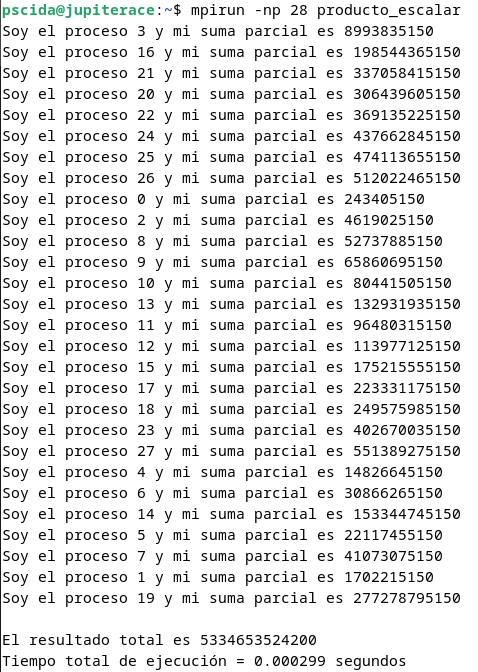 pscida@jupiterace:~$ mpirun -np 28 producto_escalar
Soy el proceso 3 y mi suma parcial es 8993835150
Soy el proceso 16 y mi suma parcial es 198544365150
Soy el proceso 21 y mi suma parcial es 337058415150
Soy el proceso 20 y mi suma parcial es 306439605150
Soy el proceso 22 y mi suma parcial es 369135225150
Soy el proceso 24 y mi suma parcial es 437662845150
Soy el proceso 25 y mi suma parcial es 474113655150
Soy el proceso 26 y mi suma parcial es 512022465150
Soy el proceso 0 y mi suma parcial es 243405150
Soy el proceso 2 y mi suma parcial es 4619025150
Soy el proceso 8 y mi suma parcial es 52737885150
Soy el proceso 9 y mi suma parcial es 65860695150
Soy el proceso 10 y mi suma parcial es 80441505150
Soy el proceso 13 y mi suma parcial es 132931935150
Soy el proceso 11 y mi suma parcial es 96480315150
Soy el proceso 12 y mi suma parcial es 113977125150
Soy el proceso 15 y mi suma parcial es 175215555150
Soy el proceso 17 y mi suma parcial es 223331175150
Soy el proceso 18 y mi suma parcial es 249575985150
Soy el proceso 23 y mi suma parcial es 402670035150
Soy el proceso 27 y mi suma parcial es 551389275150
Soy el proceso 4 y mi suma parcial es 14826645150
Soy el proceso 6 y mi suma parcial es 30866265150
Soy el proceso 14 y mi suma parcial es 153344745150
Soy el proceso 5 y mi suma parcial es 22117455150
Soy el proceso 7 y mi suma parcial es 41073075150
Soy el proceso 1 y mi suma parcial es 1702215150
Soy el proceso 19 y mi suma parcial es 277278795150
El resultado total es 5334653524200
Tiempo total de ejecución = 0.000299 segundos